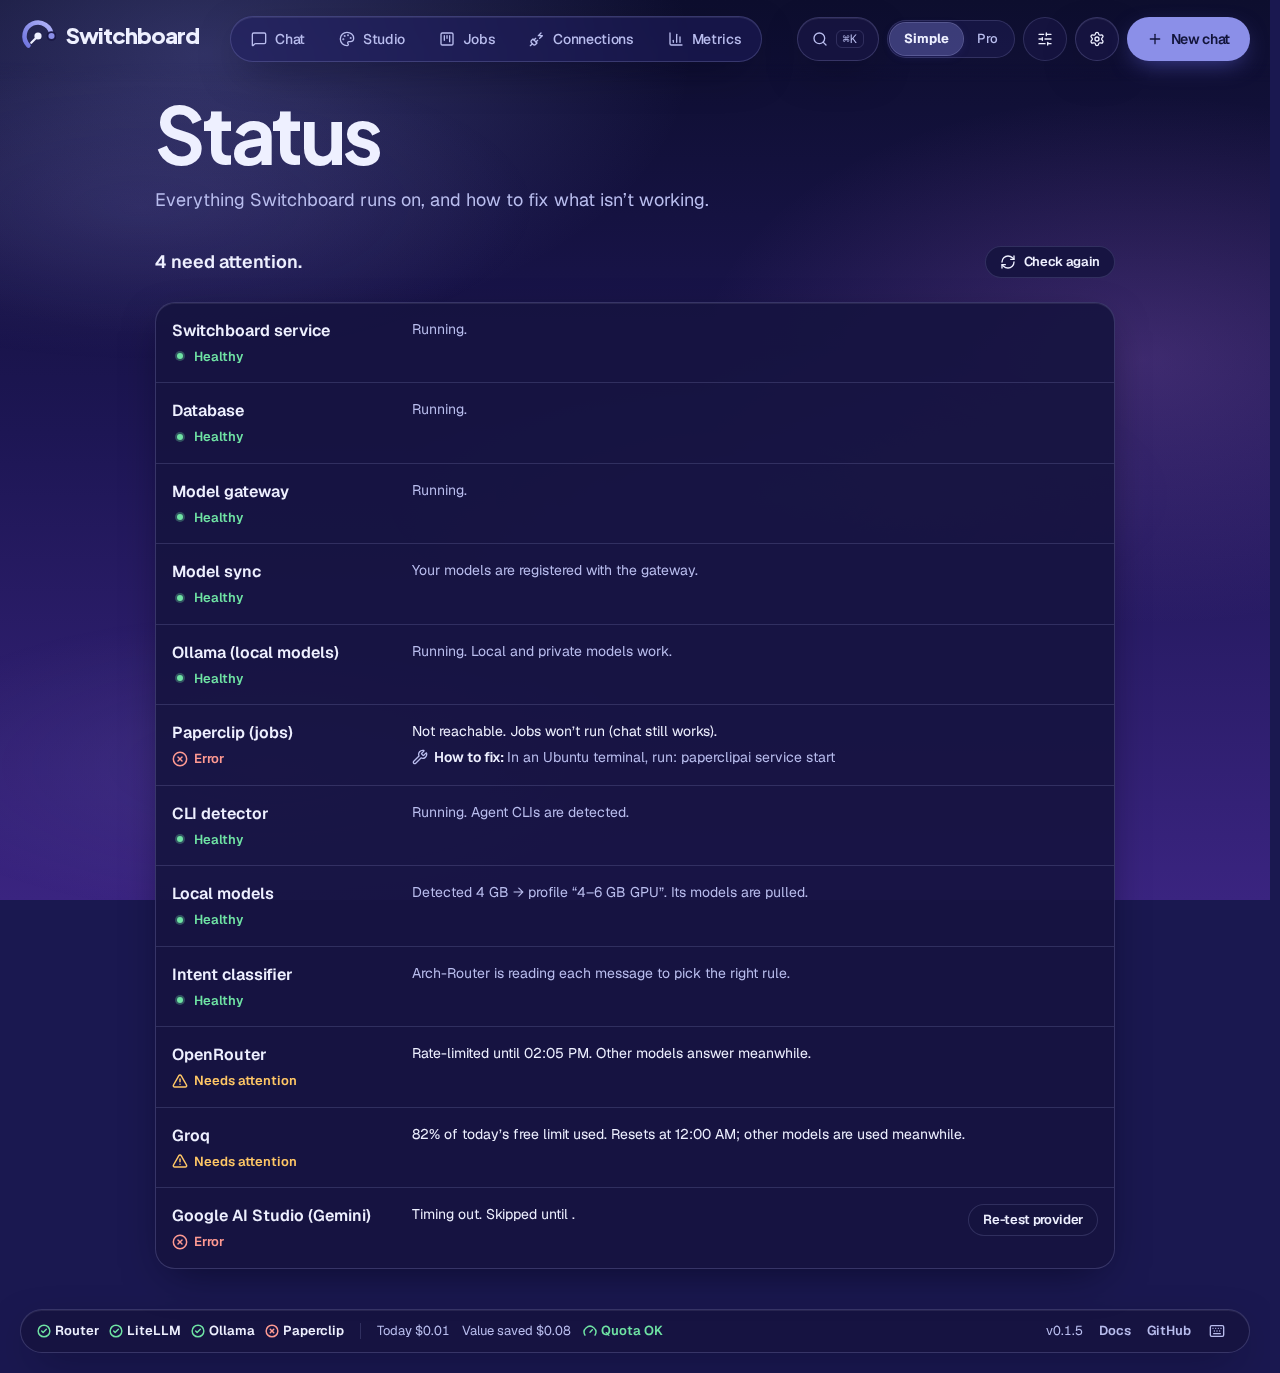 Switchboard
Chat
Studio
Jobs
Connections
Metrics
⌘K
Simple
Pro
New chat
Status
Everything Switchboard runs on, and how to fix what isn’t working.
4 need attention.
Check again
Switchboard service
Running.
Healthy
Database
Running.
Healthy
Model gateway
Running.
Healthy
Model sync
Your models are registered with the gateway.
Healthy
Ollama (local models)
Running. Local and private models work.
Healthy
Paperclip (jobs)
Not reachable. Jobs won’t run (chat still works).
Error
How to fix: In an Ubuntu terminal, run: paperclipai service start
CLI detector
Running. Agent CLIs are detected.
Healthy
Local models
Detected 4 GB → profile “4–6 GB GPU”. Its models are pulled.
Healthy
Intent classifier
Arch-Router is reading each message to pick the right rule.
Healthy
OpenRouter
Rate-limited until 02:05 PM. Other models answer meanwhile.
Needs attention
Groq
82% of today’s free limit used. Resets at 12:00 AM; other models are used meanwhile.
Needs attention
Google AI Studio (Gemini)
Timing out. Skipped until .
Re-test provider
Error
Router
LiteLLM
Ollama
Paperclip
Today $0.01
Value saved $0.08
Quota OK
v0.1.5
Docs
GitHub